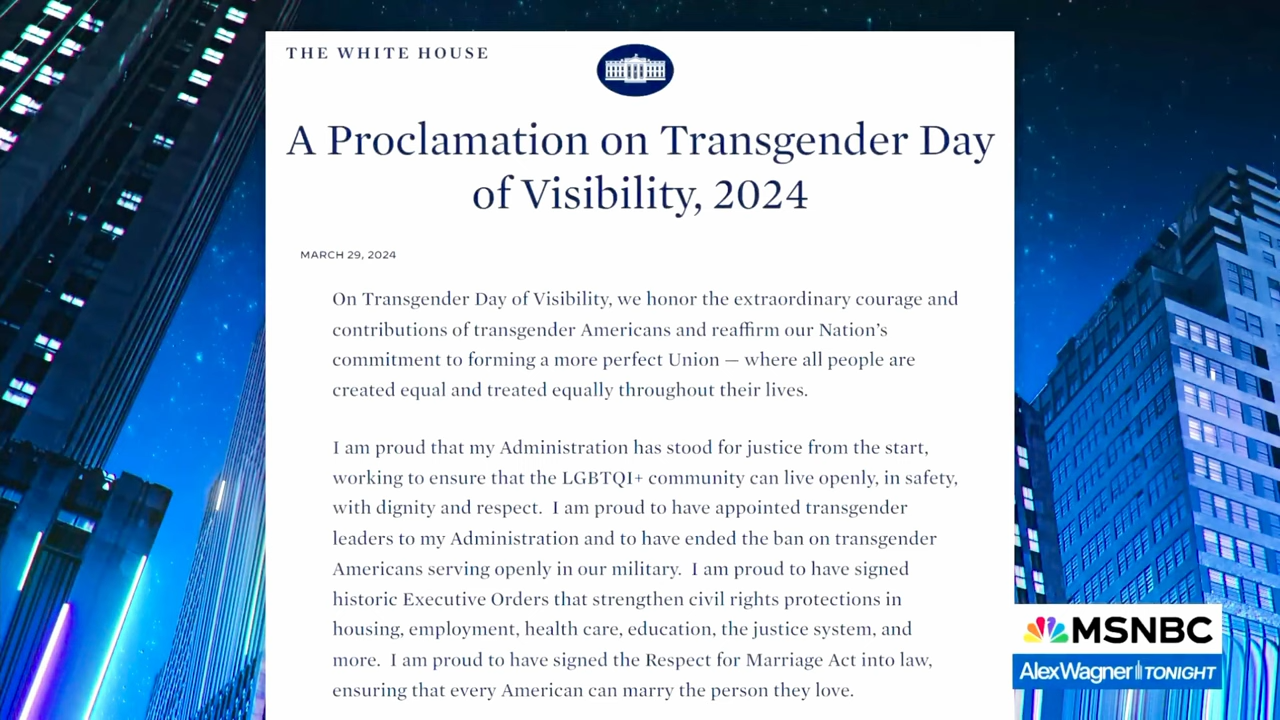 THE WHITE HOUSE
A Proclamation on Transgender Day
of Visibility, 2024
MARCH 29, 2024
On Transgender Day of Visibility, we honor the extraordinary courage and
contributions of transgender Americans and reaffirm our Nation’s
commitment to forming a more perfect Union — where all people are
created equal and treated equally throughout their lives.
I am proud that my Administration has stood for justice from the start,
working to ensure that the LGBTQI+ community can live openly, in safety,
with dignity and respect.  I am proud to have appointed transgender
leaders to my Administration and to have ended the ban on transgender
Americans serving openly in our military.  I am proud to have signed
historic Executive Orders that strengthen civil rights protections in
housing, employment, health care, education, the justice system, and
more.  I am proud to have signed the Respect for Marriage Act into law,
ensuring that every American can marry the person they love.
MSNBC
AlexWagner TONIGHT